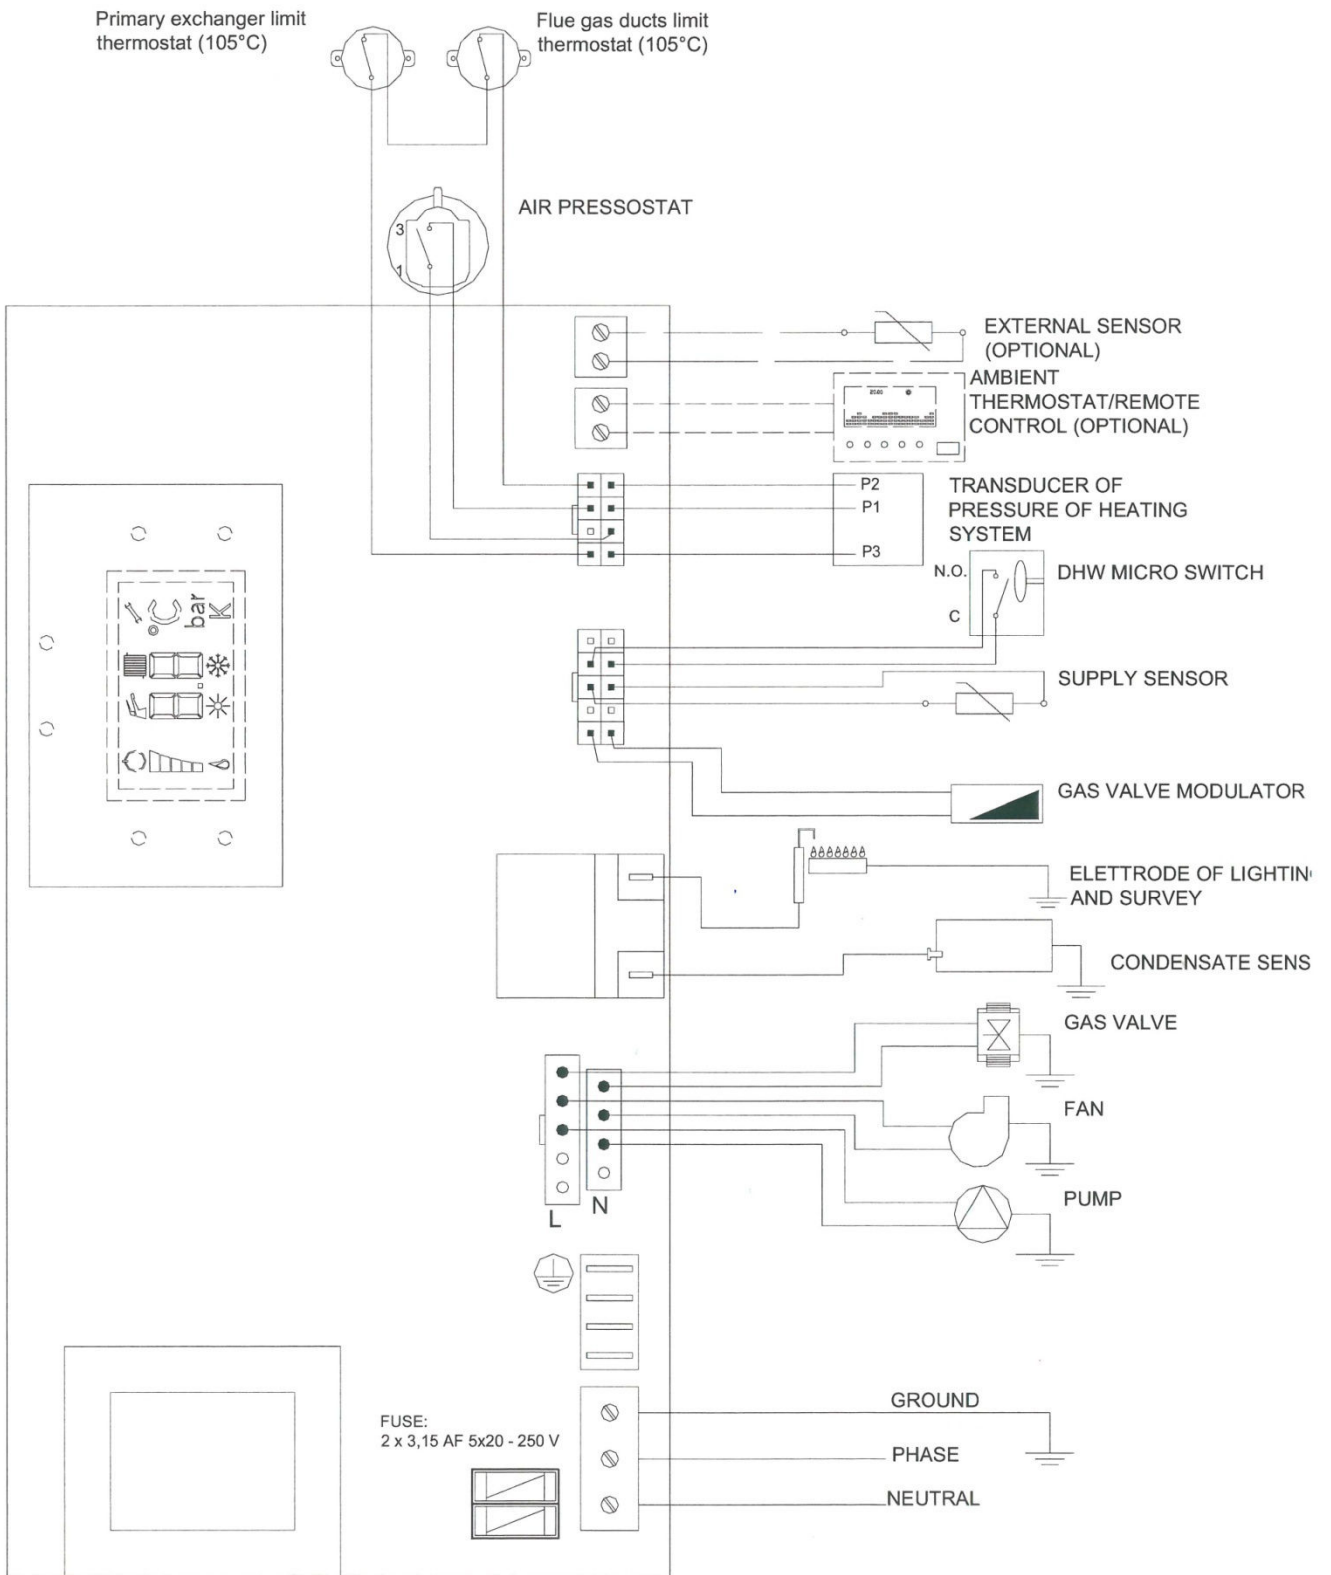 Primary exchanger limit
thermostat (105°C)
Flue gas ducts limit
thermostat (105°C)
AIR PRESSOSTAT
3
1
EXTERNAL SENSOR
(OPTIONAL)
AMBIENT
THERMOSTAT/REMOTE
CONTROL (OPTIONAL)
P2
P1
P3
TRANSDUCER OF
PRESSURE OF HEATING
SYSTEM
N.O.
C
DHW MICRO SWITCH
°C
bar
K
SUPPLY SENSOR
GAS VALVE MODULATOR
ELETTRODE OF LIGHTIN
AND SURVEY
CONDENSATE SENS
GAS VALVE
FAN
PUMP
L
N
FUSE:
2 x 3,15 AF 5x20 - 250 V
GROUND
PHASE
NEUTRAL